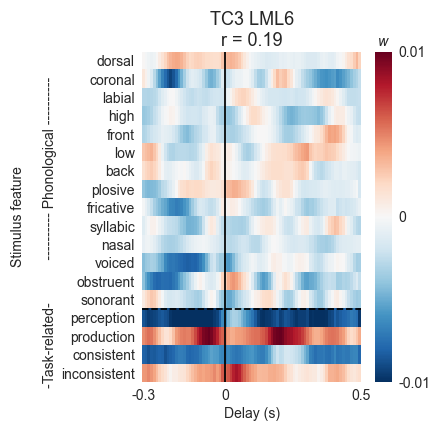 TC3 LML6
r = 0.19
w
dorsal
coronal
labial
high
front
low
back
plosive
fricative
syllabic
nasal
voiced
obstruent
sonorant
perception
production
consistent
inconsistent
Stimulus feature
----------- Phonological ----------
-Task-related-
0.01
0
-0.01
-0.3
0
0.5
Delay (s)